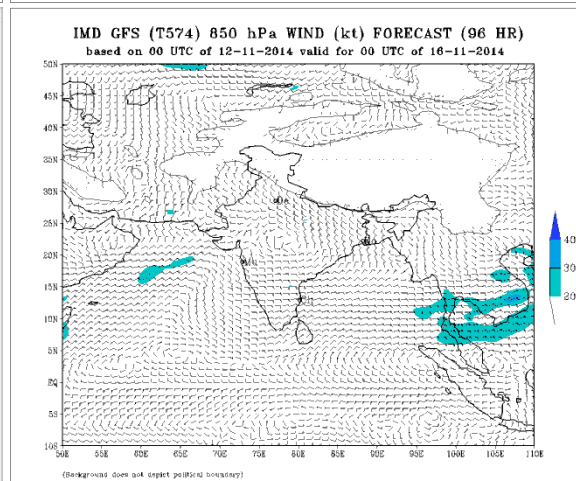 IMD GFS (T574) 850 hPa WIND (kt) FORECAST (96 HR)
based on 00 UTC of 12-11-2014 valid for 00 UTC of 16-11-2014
50N
45N
40N
35N
30N
25N
20N
15N
10N
5N
EQ
5S
10S
50E 55E 60E 65E 70E 75E 80E 85E 90E 95E 100E 105E 110E
40
30
20
(Background does not depict political boundary)